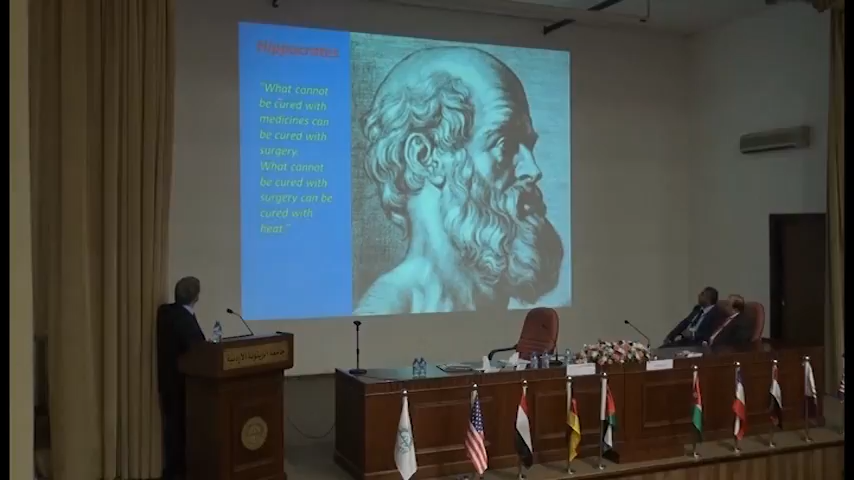 Hippocrates
"What cannot
be cured with
medicines can
be cured with
surgery.
What cannot
be cured with
surgery can be
cured with
heat."